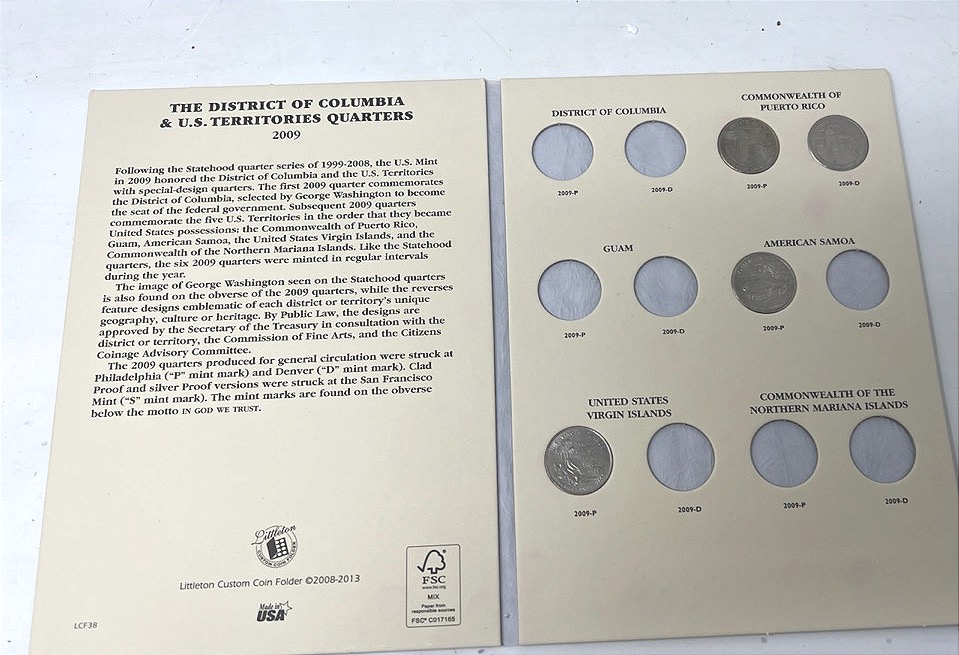 THE DISTRICT OF COLUMBIA
& U.S. TERRITORIES QUARTERS
2009
Following the Statehood quarter series of 1999-2008, the U.S. Mint
in 2009 honored the District of Columbia and the U.S. Territories
with special-design quarters. The first 2009 quarter commemorates
the District of Columbia, selected by George Washington to become
the seat of the federal government. Subsequent 2009 quarters
commemorate the five U.S. Territories in the order that they became
United States possessions: the Commonwealth of Puerto Rico,
Guam, American Samoa, the United States Virgin Islands, and the
Commonwealth of the Northern Mariana Islands. Like the Statehood
quarters, the six 2009 quarters were minted in regular intervals
during the year.
The image of George Washington seen on the Statehood quarters
is also found on the obverse of the 2009 quarters, while the reverses
feature designs emblematic of each district or territory's unique
geography, culture or heritage. By Public Law, the designs are
approved by the Secretary of the Treasury in consultation with the
district or territory, the Commission of Fine Arts, and the Citizens
Coinage Advisory Committee.
The 2009 quarters produced for general circulation were struck at
Philadelphia ("P" mint mark) and Denver ("D" mint mark). Clad
Proof and silver Proof versions were struck at the San Francisco
Mint ("S" mint mark). The mint marks are found on the obverse
below the motto IN GOD WE TRUST.
Littleton
CUSTOM COIN FOLDER
Littleton Custom Coin Folder ©2008-2013
Made in
USA
LCF38
FSC
www.fsc.org
MIX
Paper from
responsible sources
FSC® C017165
DISTRICT OF COLUMBIA
2009-P
2009-D
COMMONWEALTH OF
PUERTO RICO
2009-P
2009-D
GUAM
2009-P
2009-D
AMERICAN SAMOA
2009-P
2009-D
UNITED STATES
VIRGIN ISLANDS
2009-P
2009-D
COMMONWEALTH OF THE
NORTHERN MARIANA ISLANDS
2009-P
2009-D